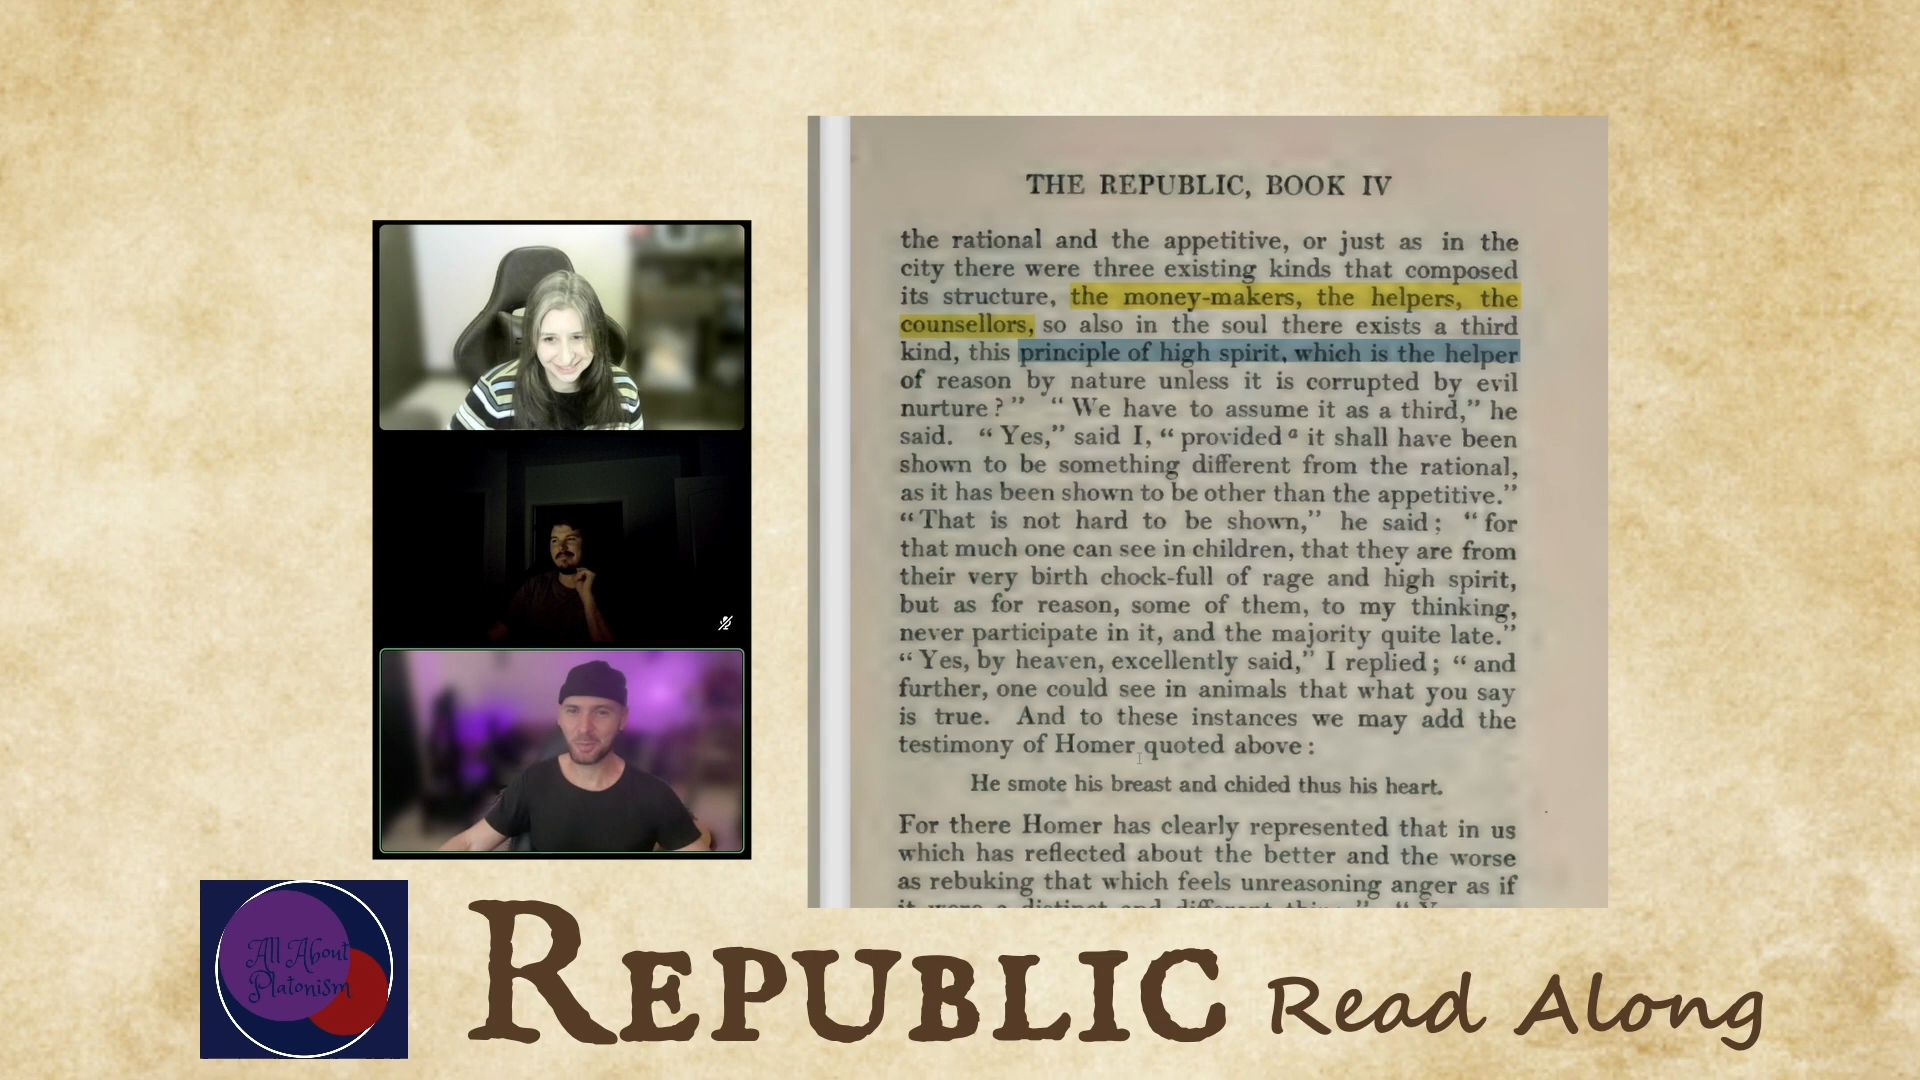 THE REPUBLIC, BOOK IV
the rational and the appetitive, or just as in the
city there were three existing kinds that composed
its structure, the money-makers, the helpers, the
counsellors, so also in the soul there exists a third
kind, this principle of high spirit, which is the helper
of reason by nature unless it is corrupted by evil
nurture?” “We have to assume it as a third,” he
said. “Yes,” said I, “provided a it shall have been
shown to be something different from the rational,
as it has been shown to be other than the appetitive.”
“That is not hard to be shown,” he said; “for
that much one can see in children, that they are from
their very birth chock-full of rage and high spirit,
but as for reason, some of them, to my thinking,
never participate in it, and the majority quite late.”
“Yes, by heaven, excellently said,” I replied; “and
further, one could see in animals that what you say
is true. And to these instances we may add the
testimony of Homer quoted above:
He smote his breast and chided thus his heart.
For there Homer has clearly represented that in us
which has reflected about the better and the worse
as rebuking that which feels unreasoning anger as if
it were a distinct and different thing.” “Y
All About
Platonism
REPUBLIC Read Along